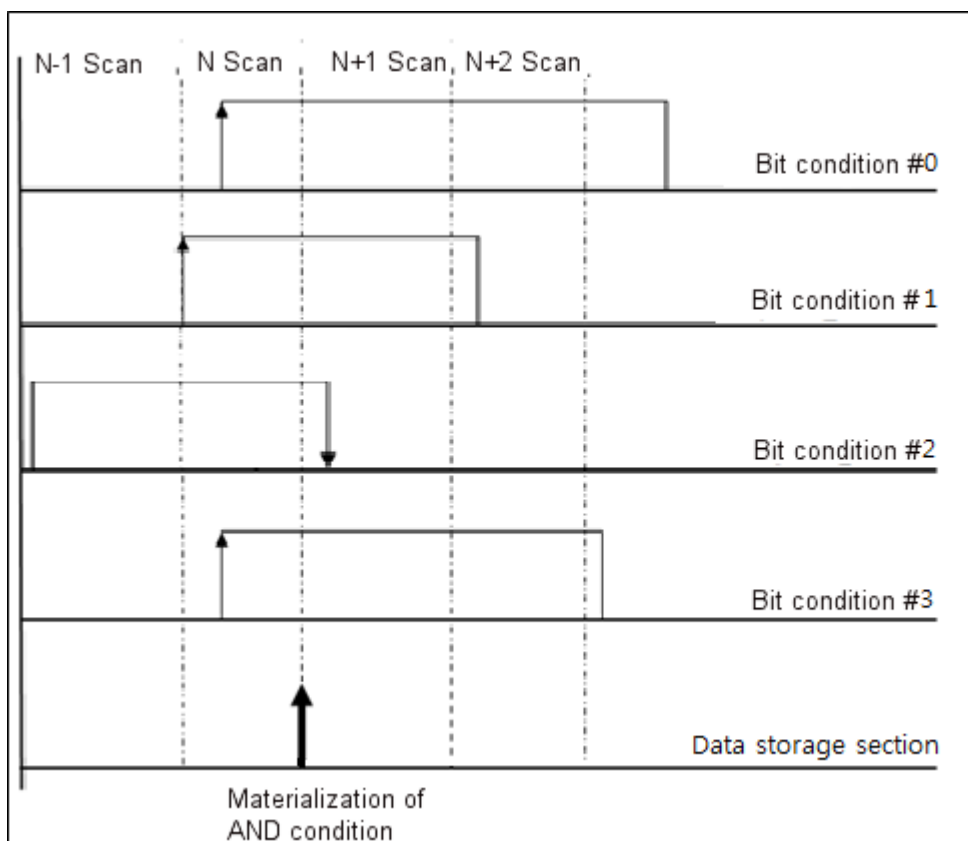 N-1 Scan N Scan N+1 Scan N+2 Scan
Bit condition #0
Bit condition #1
Bit condition #2
Bit condition #3
Data storage section
Materialization of
AND condition